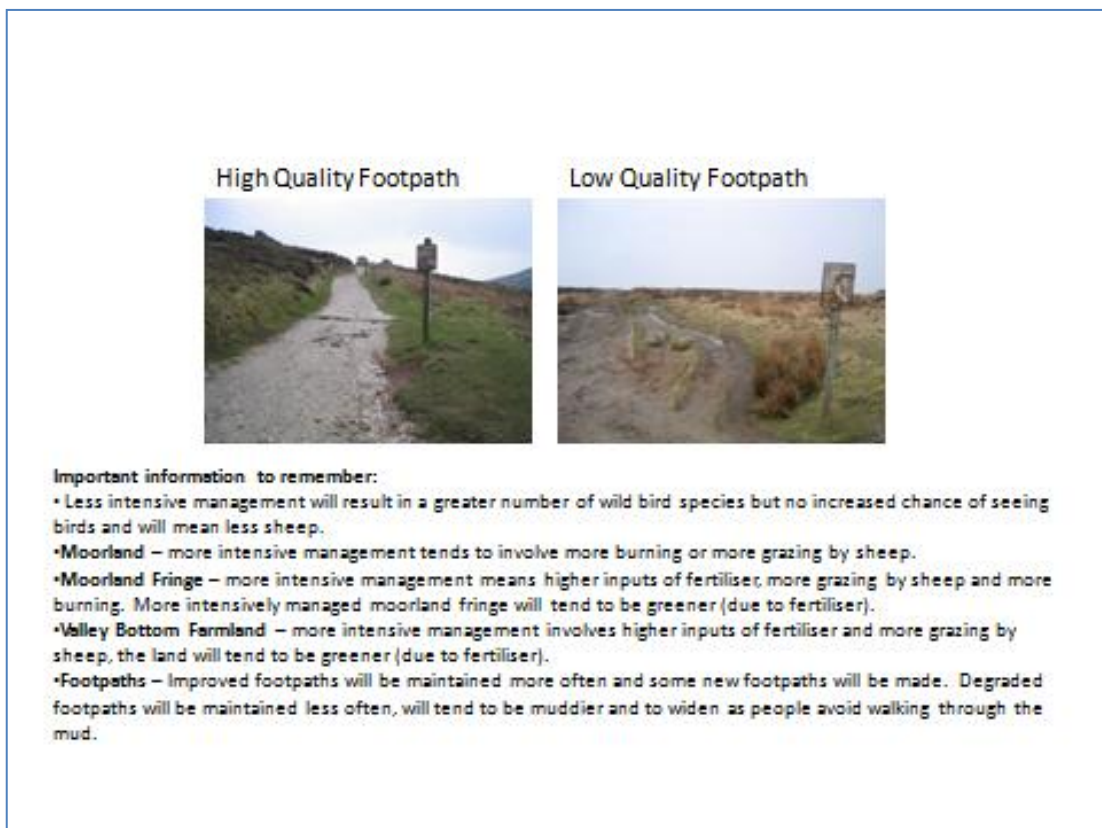 High Quality Footpath
Low Quality Footpath
Important information to remember:
• Less intensive management will result in a greater number of wild bird species but no increased chance of seeing
birds and will mean less sheep.
•Moorland – more intensive management tends to involve more burning or more grazing by sheep.
•Moorland Fringe – more intensive management means higher inputs of fertiliser, more grazing by sheep and more
burning. More intensively managed moorland fringe will tend to be greener (due to fertiliser).
•Valley Bottom Farmland – more intensive management involves higher inputs of fertiliser and more grazing by
sheep, the land will tend to be greener (due to fertiliser).
•Footpaths – Improved footpaths will be maintained more often and some new footpaths will be made. Degraded
footpaths will be maintained less often, will tend to be muddier and to widen as people avoid walking through the
mud.